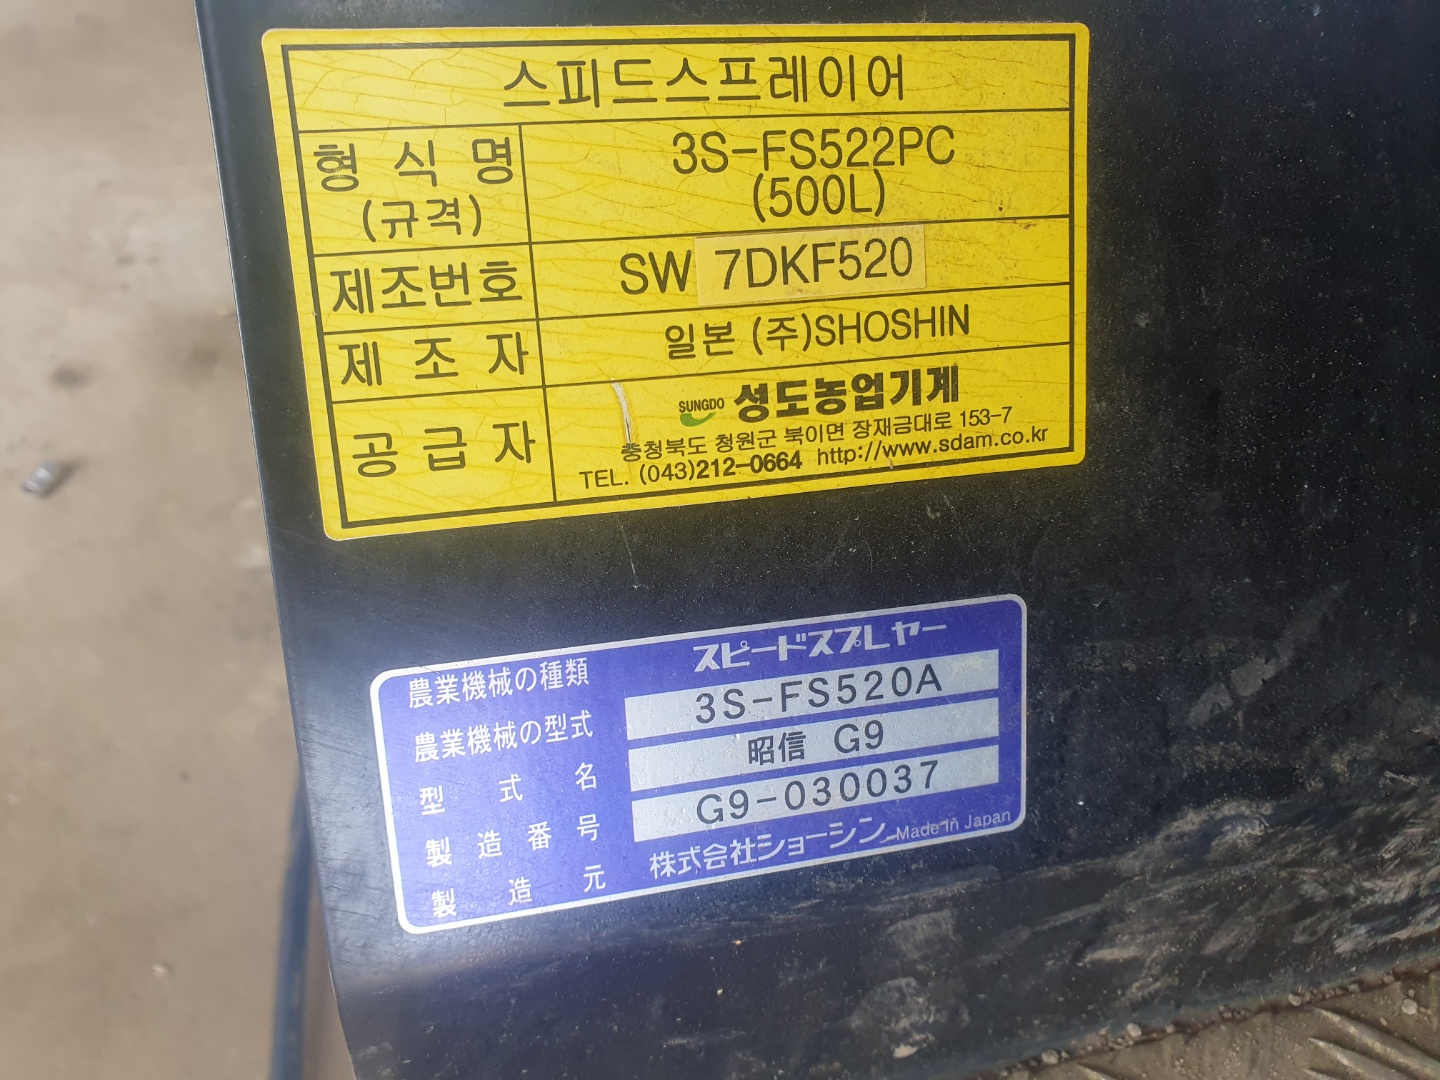 스피드스프레이어
형식명 3S-FS522PC
(규격) (500L)
제조번호 SW 7DKF520
제조자 일본 (주)SHOSHIN
공급자 SUNGDO 성도농업기계
충청북도 청원군 북이면 장재금대로 153-7
TEL. (043)212-0664 http://www.sdam.co.kr
農業機械の種類 スピードスプレヤー
農業機械の型式 3S-FS520A
型式名 昭信 G9
製造番号 G9-030037
製造元 株式会社ショーシン Made in Japan